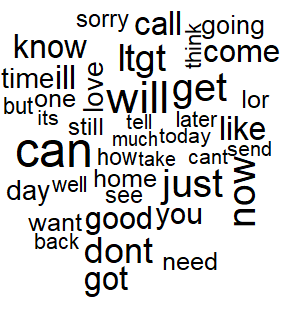 sorry call going
know ltgt think come
time ill love will get lor
but one its still tell later like
can much today send
how take cant
day well home see just now
want good you
back dont need
got